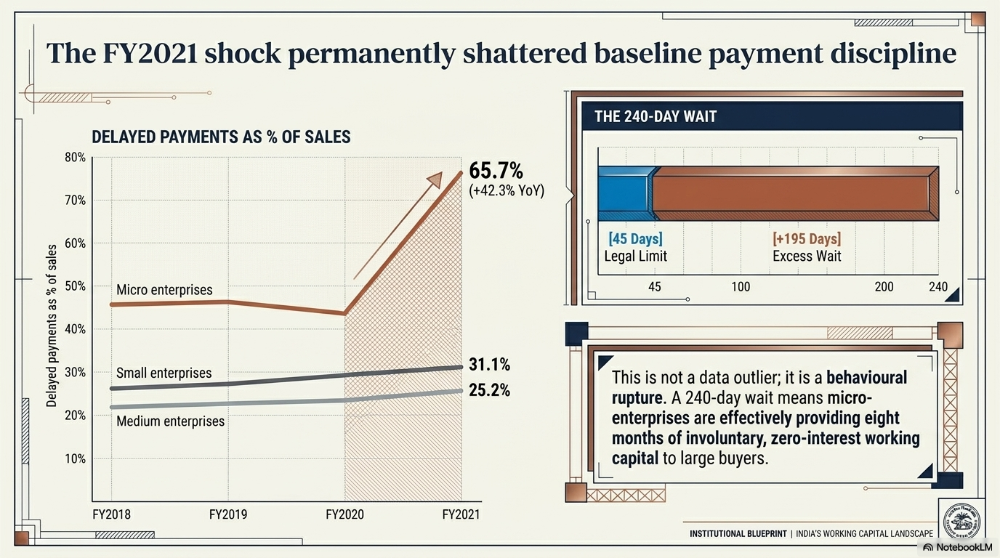 The FY2021 shock permanently shattered baseline payment discipline
DELAYED PAYMENTS AS % OF SALES
Delayed payments as % of sales
80%
70%
60%
50%
40%
30%
20%
10%
Micro enterprises
Small enterprises
Medium enterprises
65.7%
(+42.3% YoY)
31.1%
25.2%
FY2018
FY2019
FY2020
FY2021
THE 240-DAY WAIT
[45 Days]
Legal Limit
[+195 Days]
Excess Wait
45
100
200
240
This is not a data outlier; it is a behavioural
rupture. A 240-day wait means micro-
enterprises are effectively providing eight
months of involuntary, zero-interest working
capital to large buyers.
INSTITUTIONAL BLUEPRINT | INDIA'S WORKING CAPITAL LANDSCAPE
NotebookLM